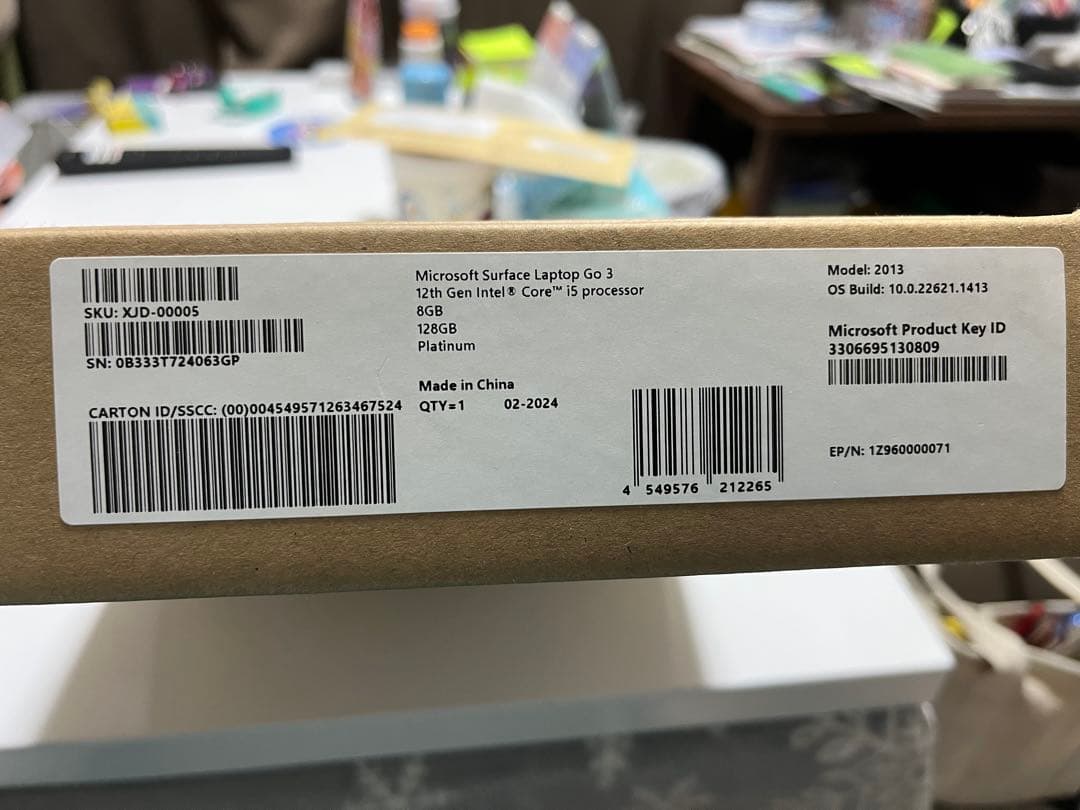 SKU: XJD-00005
SN: 0B333T724063GP
CARTON ID/SSCC: (00)004549571263467524
Microsoft Surface Laptop Go 3
12th Gen Intel® Core™ i5 processor
8GB
128GB
Platinum
Made in China
QTY=1 02-2024
4 549576 212265
Model: 2013
OS Build: 10.0.22621.1413
Microsoft Product Key ID
3306695130809
EP/N: 1Z960000071